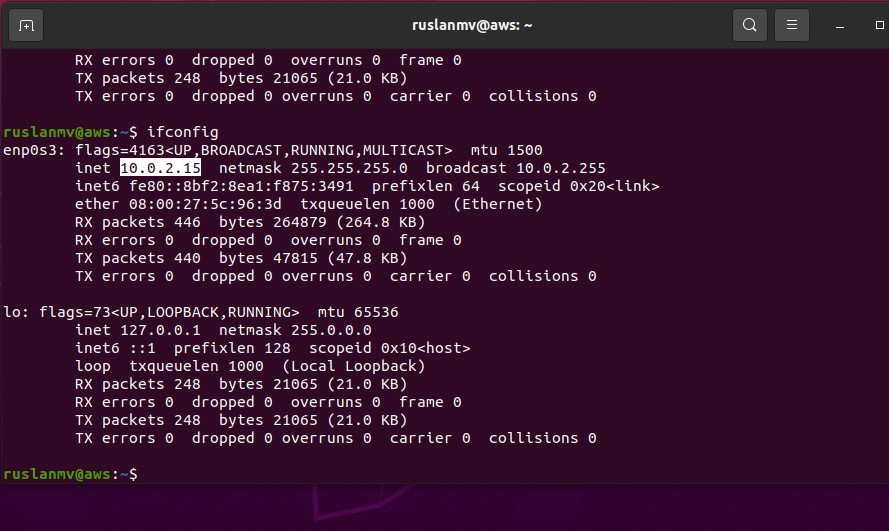 ruslanmv@aws: ~
RX errors 0  dropped 0  overruns 0  frame 0
TX packets 248  bytes 21065 (21.0 KB)
TX errors 0  dropped 0 overruns 0  carrier 0  collisions 0
ruslanmv@aws:~$ ifconfig
enp0s3: flags=4163<UP,BROADCAST,RUNNING,MULTICAST>  mtu 1500
inet 10.0.2.15  netmask 255.255.255.0  broadcast 10.0.2.255
inet6 fe80::8bf2:8ea1:f875:3491  prefixlen 64  scopeid 0x20<link>
ether 08:00:27:5c:96:3d  txqueuelen 1000  (Ethernet)
RX packets 446  bytes 264879 (264.8 KB)
RX errors 0  dropped 0  overruns 0  frame 0
TX packets 440  bytes 47815 (47.8 KB)
TX errors 0  dropped 0 overruns 0  carrier 0  collisions 0
lo: flags=73<UP,LOOPBACK,RUNNING>  mtu 65536
inet 127.0.0.1  netmask 255.0.0.0
inet6 ::1  prefixlen 128  scopeid 0x10<host>
loop  txqueuelen 1000  (Local Loopback)
RX packets 248  bytes 21065 (21.0 KB)
RX errors 0  dropped 0  overruns 0  frame 0
TX packets 248  bytes 21065 (21.0 KB)
TX errors 0  dropped 0 overruns 0  carrier 0  collisions 0
ruslanmv@aws:~$